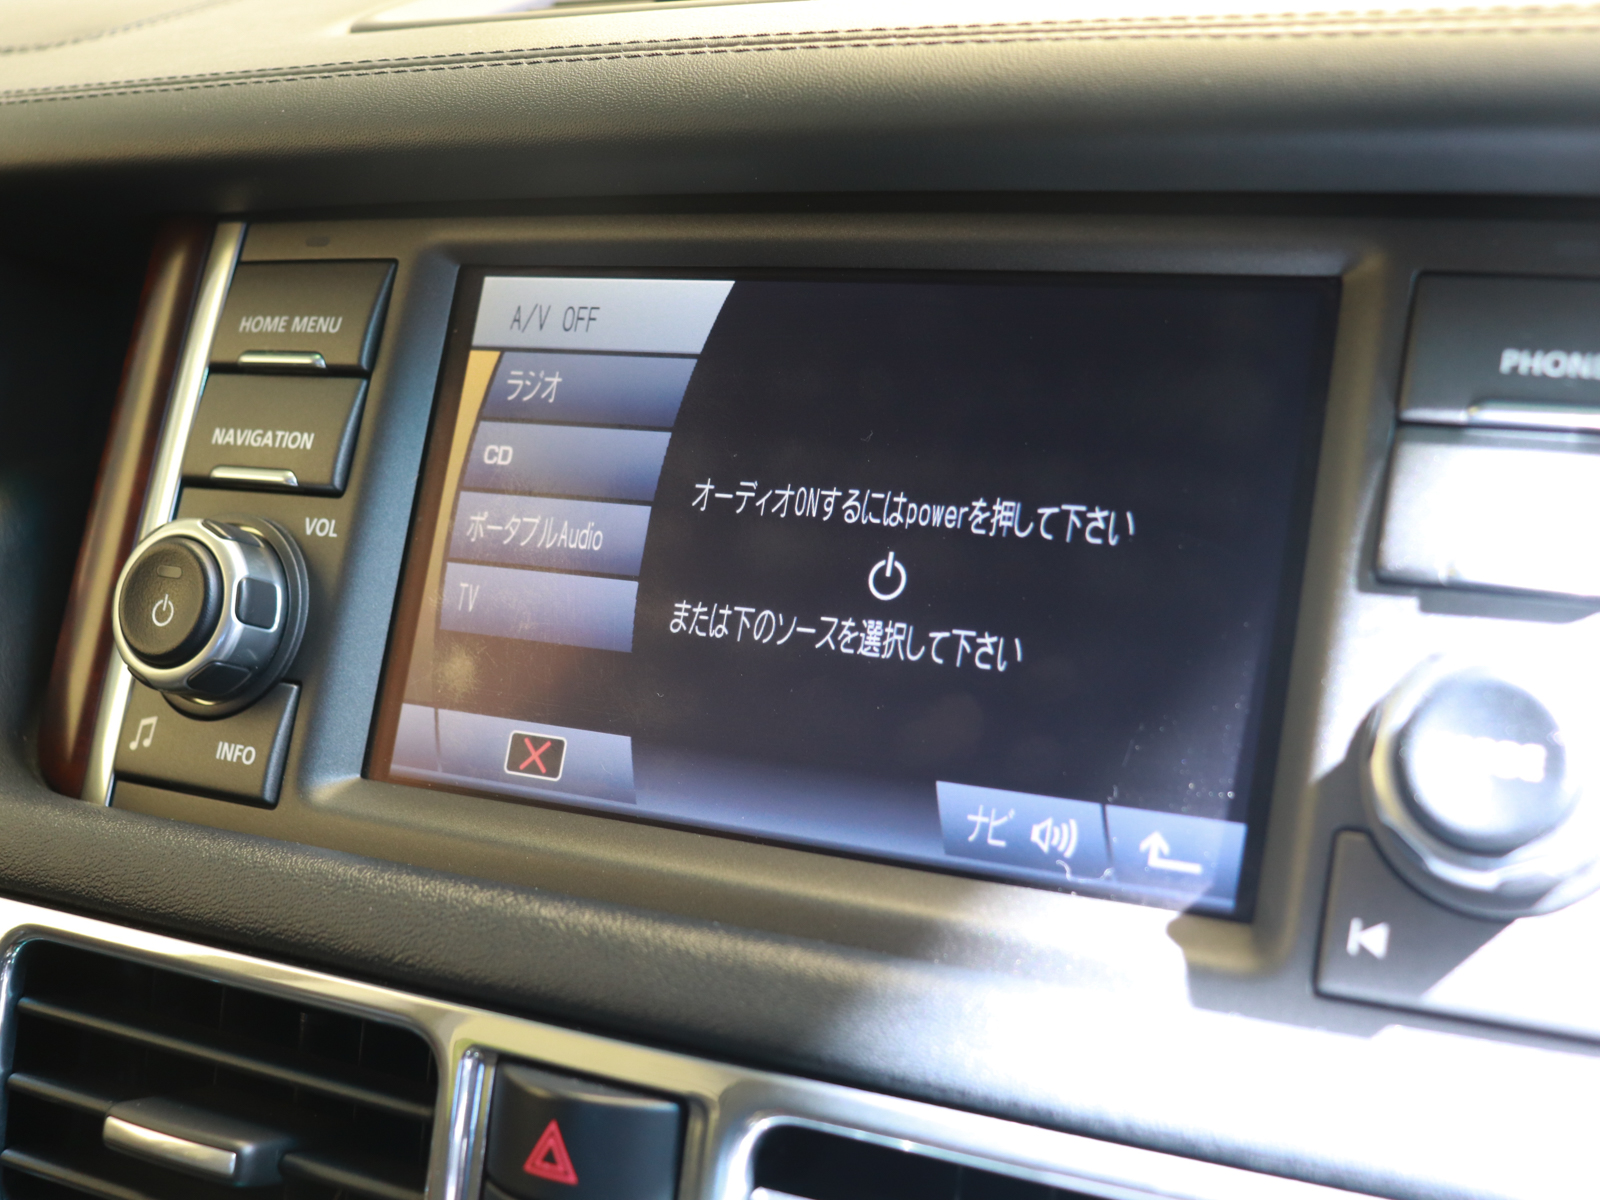 HOME MENU
NAVIGATION
VOL
INFO
A/V OFF
ラジオ
CD
ポータブルAudio
TV
オーディオONするにはpowerを押して下さい
または下のソースを選択して下さい
ナビ